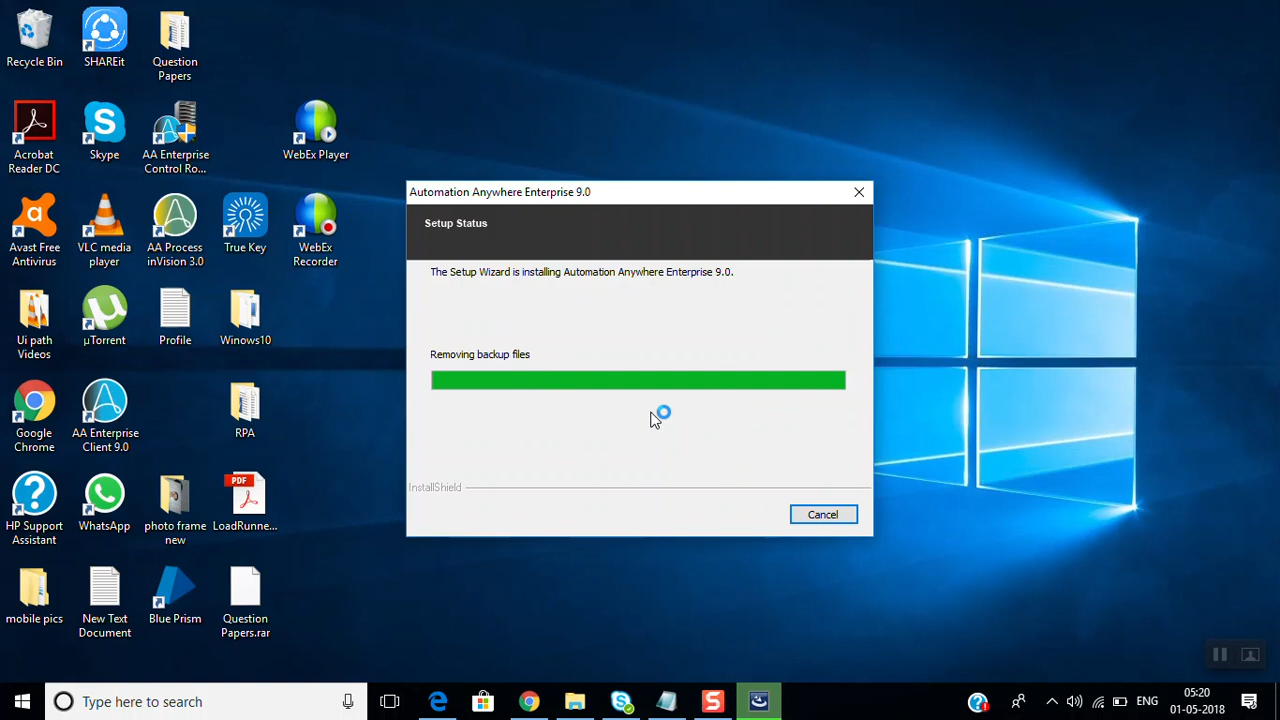 Recycle Bin
SHAREit
Question
Papers
Acrobat
Reader DC
Skype
AA Enterprise
Control Ro...
WebEx Player
Avast Free
Antivirus
VLC media
player
AA Process
inVision 3.0
True Key
WebEx
Recorder
Ui path
Videos
µTorrent
Profile
Winows10
Google
Chrome
AA Enterprise
Client 9.0
RPA
HP Support
Assistant
WhatsApp
photo frame
new
PDF
LoadRunne...
mobile pics
New Text
Document
Blue Prism
Question
Papers.rar
Automation Anywhere Enterprise 9.0
Setup Status
The Setup Wizard is installing Automation Anywhere Enterprise 9.0.
Removing backup files
InstallShield
Cancel
Type here to search
ENG
05:20
01-05-2018